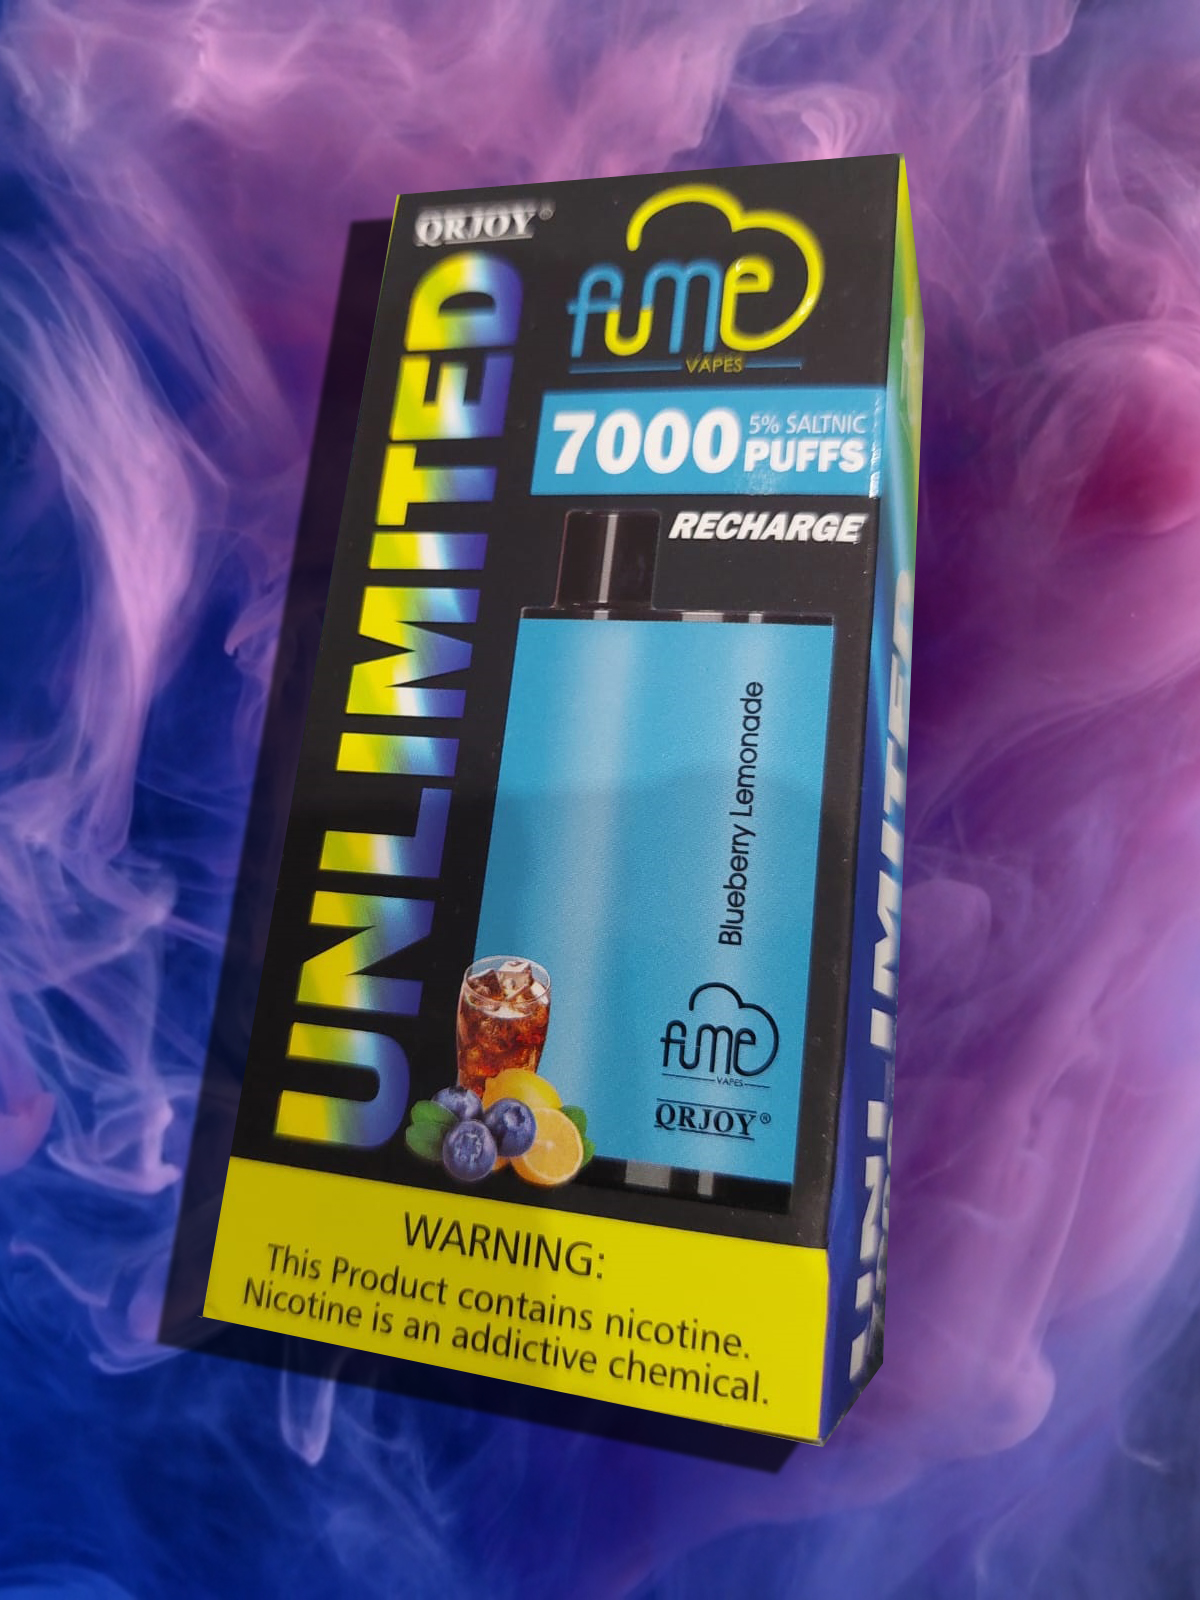 QRJOY®
fume
VAPES
UNLIMITED
7000 5% SALTNIC
PUFFS
RECHARGE
Blueberry Lemonade
fume
VAPES
QRJOY®
WARNING:
This Product contains nicotine.
Nicotine is an addictive chemical.
UNLIMITED